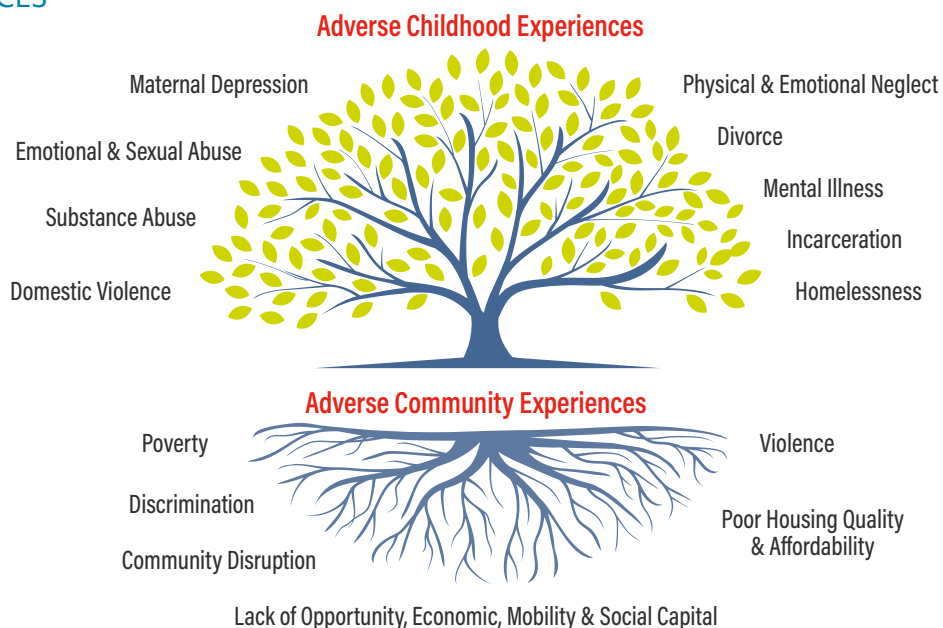 Adverse Childhood Experiences
Maternal Depression
Physical & Emotional Neglect
Divorce
Emotional & Sexual Abuse
Mental Illness
Substance Abuse
Incarceration
Domestic Violence
Homelessness
Adverse Community Experiences
Poverty
Violence
Discrimination
Poor Housing Quality
& Affordability
Community Disruption
Lack of Opportunity, Economic, Mobility & Social Capital